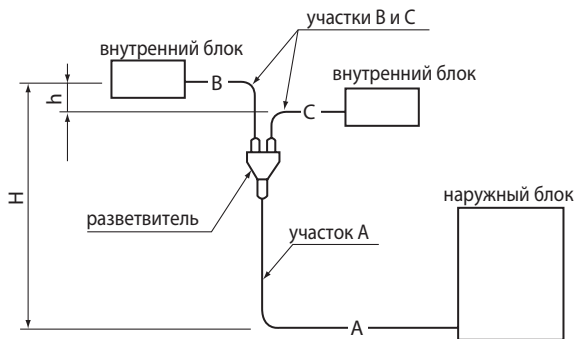 участки В и С
внутренний блок
внутренний блок
В
h
С
H
наружный блок
разветвитель
участок А
А